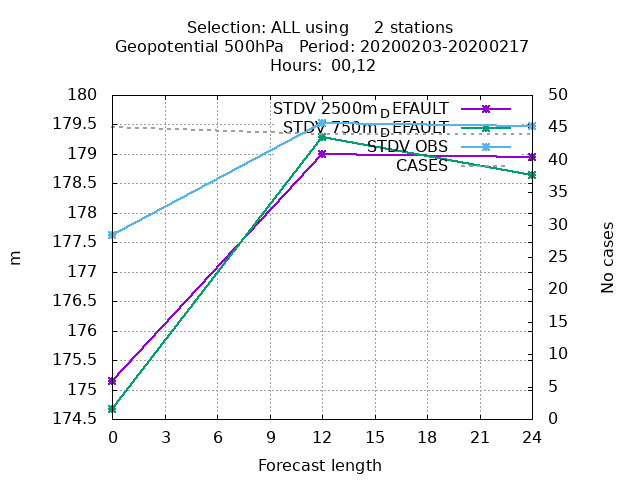 Selection: ALL using 2 stations
Geopotential 500hPa Period: 20200203-20200217
Hours: 00,12
STDV 2500m_DEFAULT
STDV 750m_DEFAULT
STDV OBS
CASES
180
179.5
179
178.5
178
177.5
177
176.5
176
175.5
175
174.5
m
50
45
40
35
30
25
20
15
10
5
0
No cases
0 3 6 9 12 15 18 21 24
Forecast length